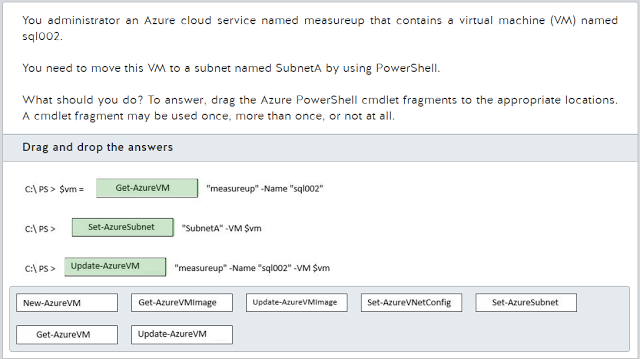 You administrator an Azure cloud service named measureup that contains a virtual machine (VM) named
sql002.
You need to move this VM to a subnet named SubnetA by using PowerShell.
What should you do? To answer, drag the Azure PowerShell cmdlet fragments to the appropriate locations.
A cmdlet fragment may be used once, more than once, or not at all.
Drag and drop the answers
C:\ PS > $vm = Get-AzureVM "measureup" -Name "sql002"
C:\ PS > Set-AzureSubnet "SubnetA" -VM $vm
C:\ PS > Update-AzureVM "measureup" -Name "sql002" -VM $vm
New-AzureVM Get-AzureVMImage Update-AzureVMImage Set-AzureVNetConfig Set-AzureSubnet
Get-AzureVM Update-AzureVM